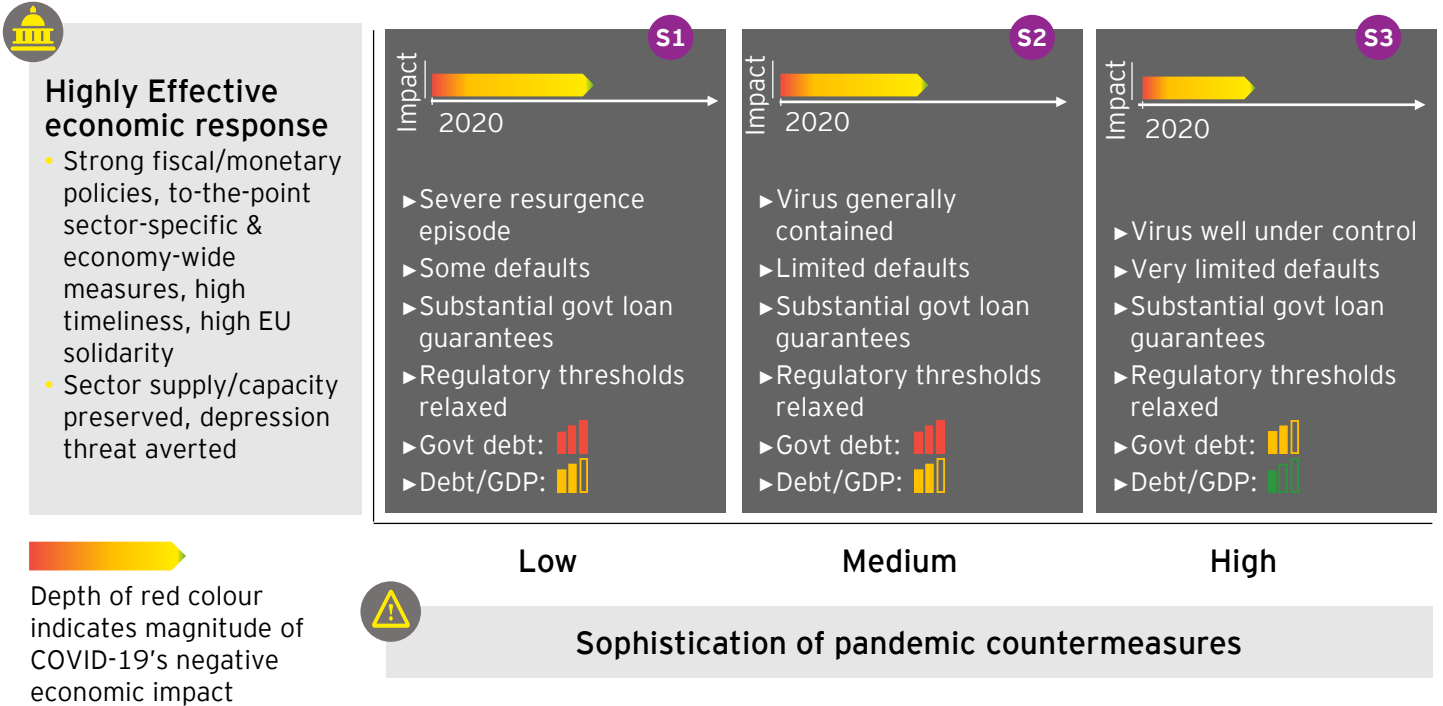 Highly Effective
economic response
• Strong fiscal/monetary
policies, to-the-point
sector-specific &
economy-wide
measures, high
timeliness, high EU
solidarity
• Sector supply/capacity
preserved, depression
threat averted
S1
Impact
2020
►Severe resurgence
episode
►Some defaults
►Substantial govt loan
guarantees
►Regulatory thresholds
relaxed
►Govt debt:
►Debt/GDP:
S2
Impact
2020
►Virus generally
contained
►Limited defaults
►Substantial govt loan
guarantees
►Regulatory thresholds
relaxed
►Govt debt:
►Debt/GDP:
S3
Impact
2020
►Virus well under control
►Very limited defaults
►Substantial govt loan
guarantees
►Regulatory thresholds
relaxed
►Govt debt:
►Debt/GDP:
Low
Medium
High
Sophistication of pandemic countermeasures
Depth of red colour
indicates magnitude of
COVID-19’s negative
economic impact